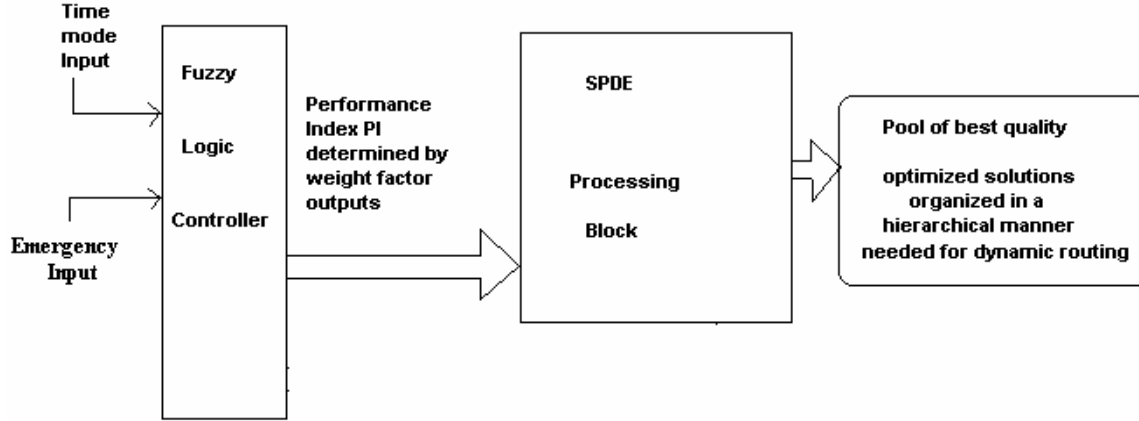 Time
mode
Input
Emergency
Input
Fuzzy
Logic
Controller
Performance
Index PI
determined by
weight factor
outputs
SPDE
Processing
Block
Pool of best quality
optimized solutions
organized in a
hierarchical manner
needed for dynamic routing